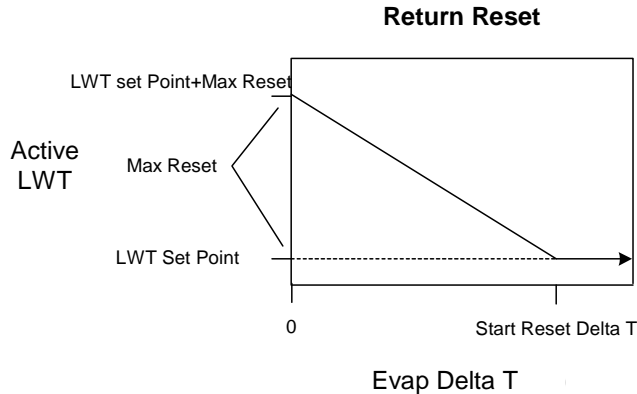 Return Reset
LWT set Point+Max Reset
Active
LWT
Max Reset
LWT Set Point
0
Start Reset Delta T
Evap Delta T